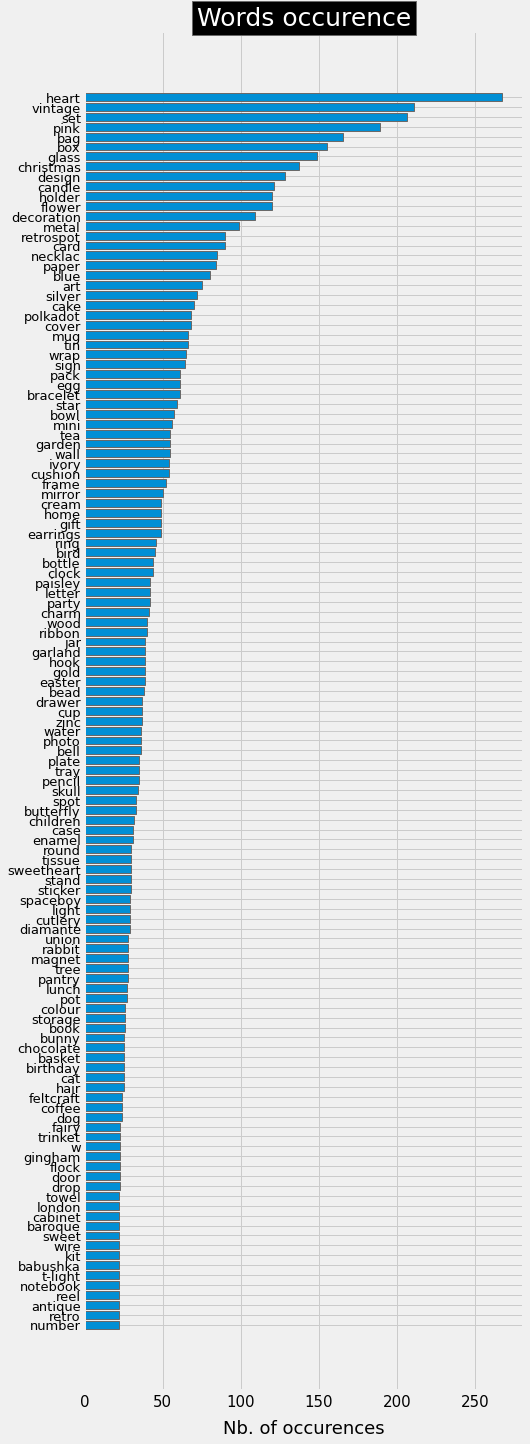 Words occurence
heart
vintage
set
pink
bag
box
glass
christmas
design
candle
holder
flower
decoration
metal
retrospot
card
necklac
paper
blue
art
silver
cake
polkadot
cover
mug
tin
wrap
sign
pack
egg
bracelet
star
bowl
mini
tea
garden
wall
ivory
cushion
frame
mirror
cream
home
gift
earrings
ring
bird
bottle
clock
paisley
letter
party
charm
wood
ribbon
jar
garland
hook
gold
easter
bead
drawer
cup
zinc
water
photo
bell
plate
tray
pencil
skull
spot
butterfly
children
case
enamel
round
tissue
sweetheart
stand
sticker
spaceboy
light
cutlery
diamante
union
rabbit
magnet
tree
pantry
lunch
pot
colour
storage
book
bunny
chocolate
basket
birthday
cat
hair
feltcraft
coffee
dog
fairy
trinket
w
gingham
flock
door
drop
towel
london
cabinet
baroque
sweet
wire
kit
babushka
t-light
notebook
reel
antique
retro
number
0 50 100 150 200 250
Nb. of occurences